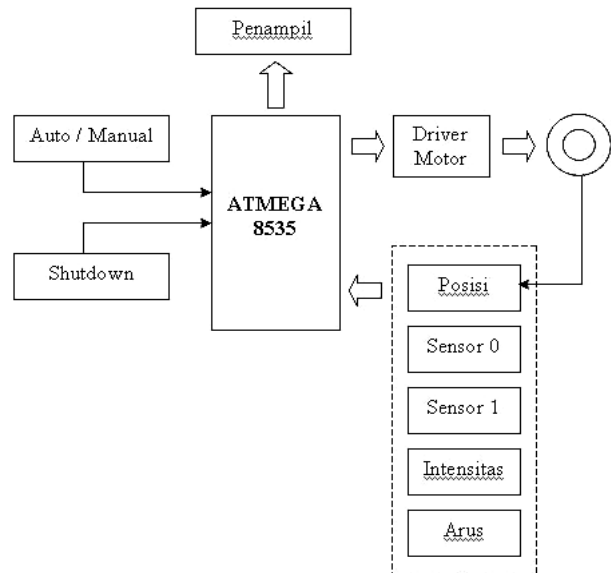 Penampil
Auto / Manual
Shutdown
ATMEGA
8535
Driver
Motor
Posisi
Sensor 0
Sensor 1
Intensitas
Arus